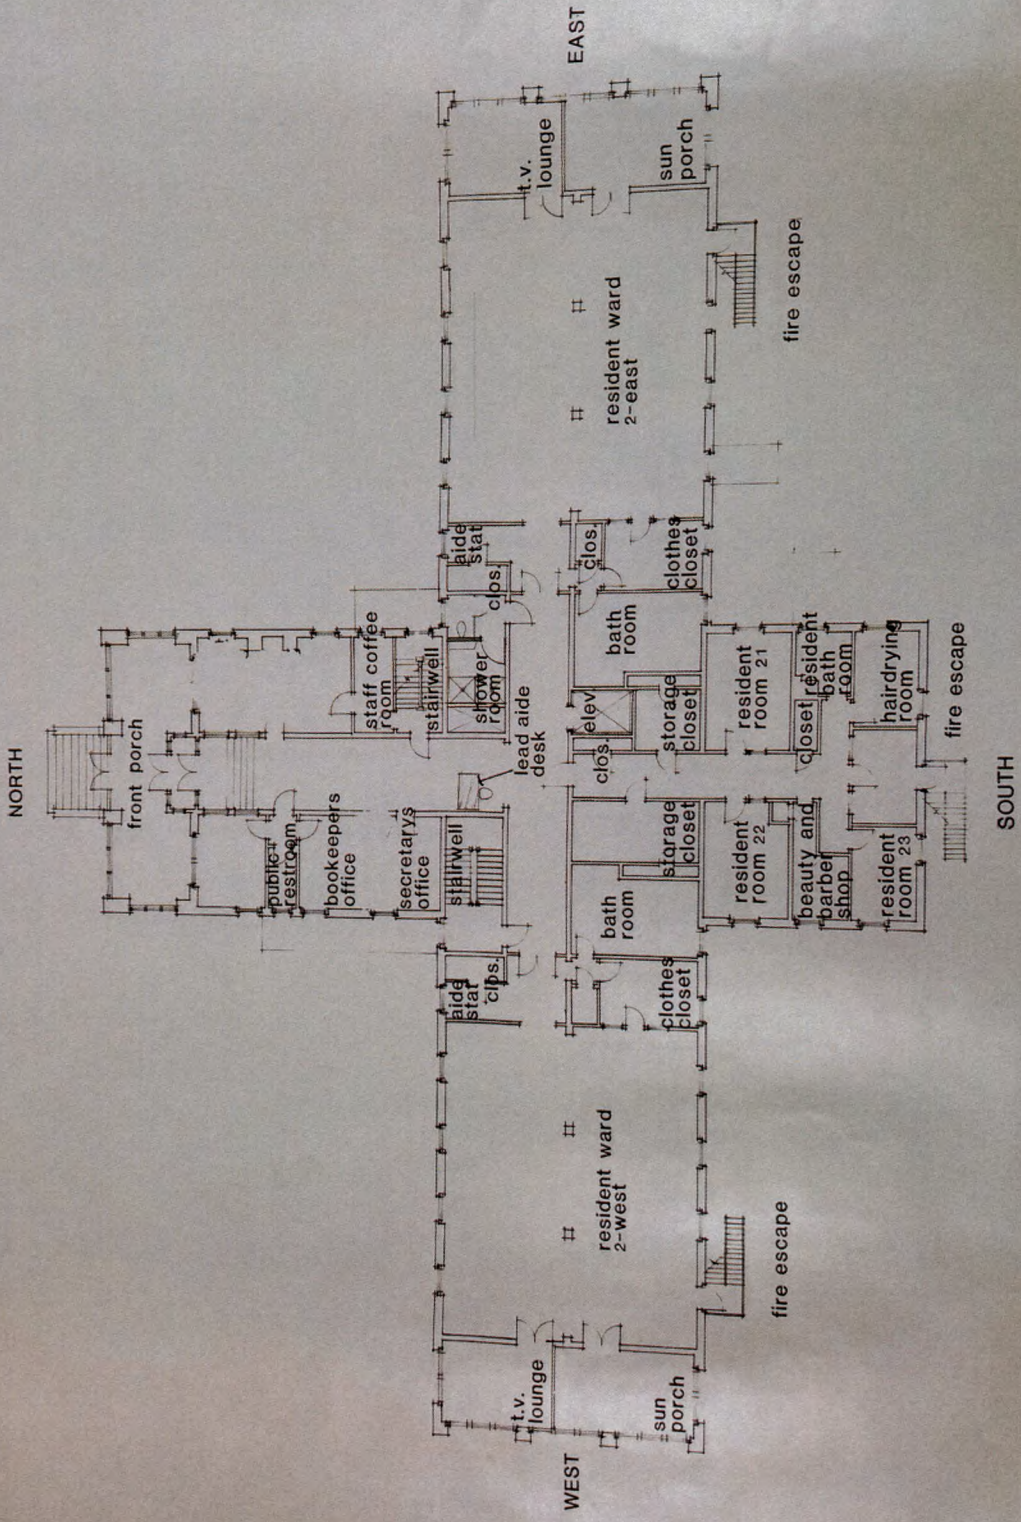 NORTH
front porch
public
restroom
bookeepers
office
secretarys
office
stairwell
staff coffee
room
stairwell
shower
room
lead aide
desk
WEST
t.v.
lounge
sun
porch
resident ward
2-west
fire escape
aide
stat
clos.
clothes
closet
bath
room
storage
closet
clos.
elev
storage
closet
bath
room
aide
stat
clos.
clos.
clothes
closet
resident ward
2-east
fire escape
t.v.
lounge
sun
porch
EAST
resident
room 22
resident
room 21
beauty and
barber
shop
closet
resident
bath
room
resident
room 23
hairdrying
room
fire escape
SOUTH